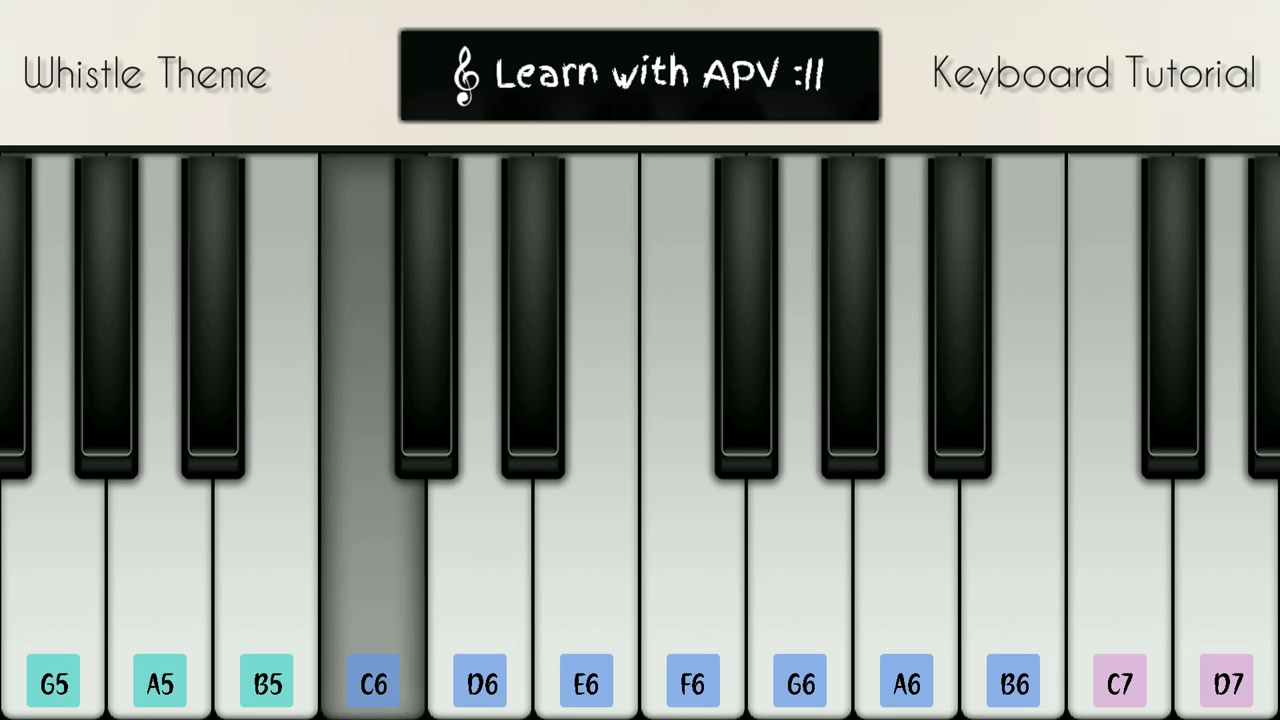 Whistle Theme
Learn with APV :||
Keyboard Tutorial
G5 A5 B5 C6 D6 E6 F6 G6 A6 B6 C7 D7